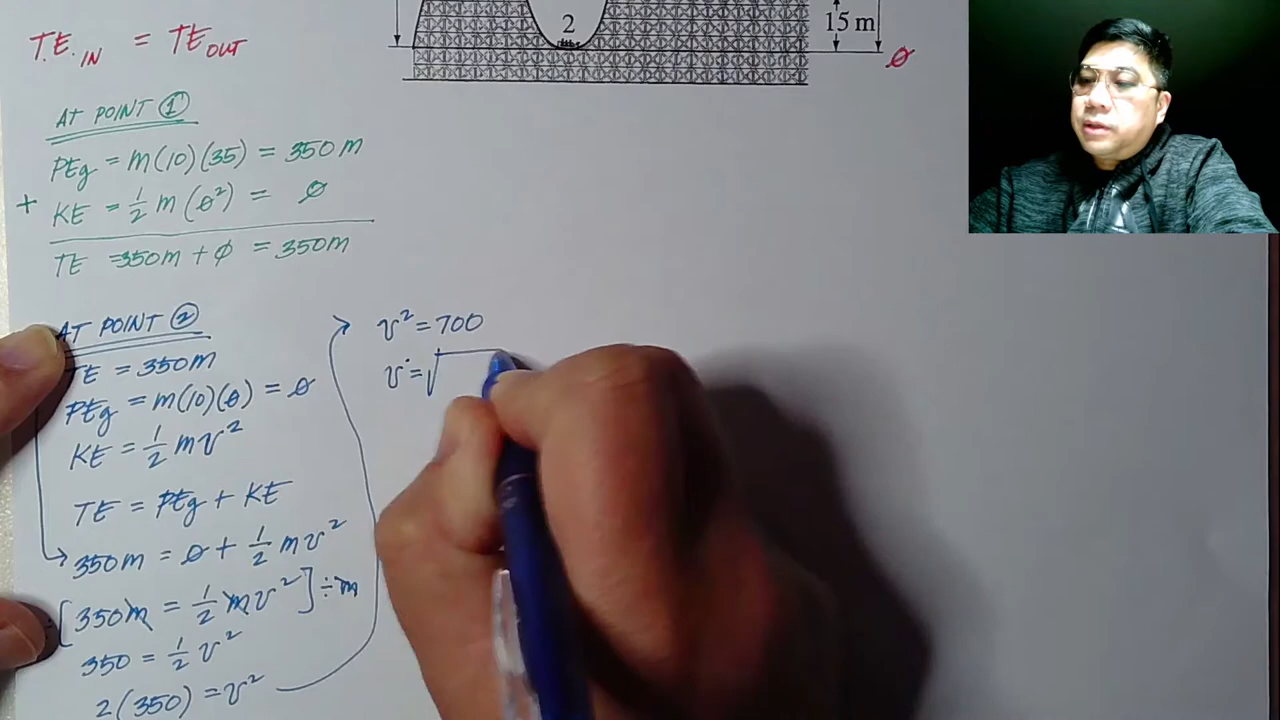 T.E. IN = TE OUT
2
15 m
Ø
AT POINT ①
PEg = m(10)(35) = 350m
+ KE = 1/2 m (0²) = Ø
TE = 350m + Ø = 350m
AT POINT ②
TE = 350m
PEg = m(10)(0) = Ø
KE = 1/2 mv²
TE = PEg + KE
350m = Ø + 1/2 mv²
[350m = 1/2 mv²] ÷ m
350 = 1/2 v²
2(350) = v²
v² = 700
v = √